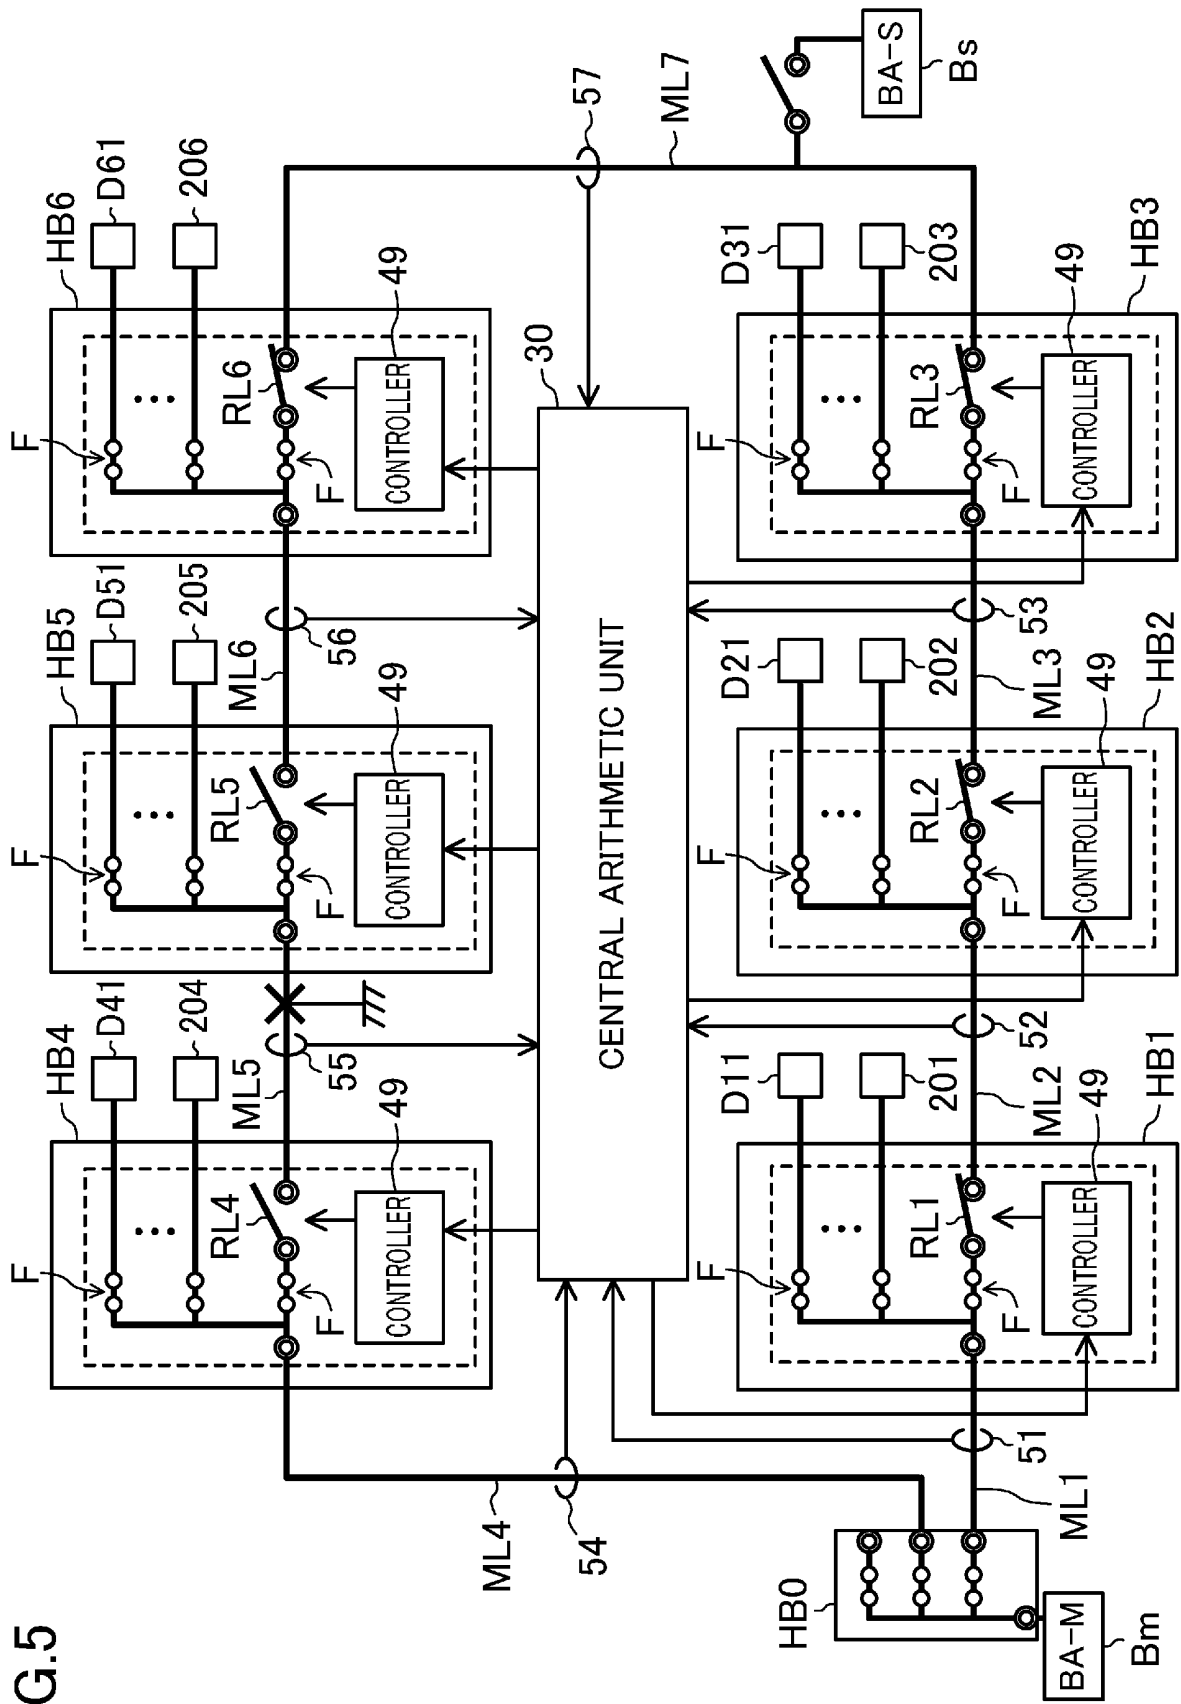 G.5
HB4
D41
204
F
RL4
F
CONTROLLER
49
ML5
55
HB5
D51
205
F
RL5
F
CONTROLLER
49
ML6
56
HB6
D61
206
F
RL6
F
CONTROLLER
49
57
ML7
BA-S
Bs
30
CENTRAL ARITHMETIC UNIT
ML4
54
HB0
BA-M
Bm
ML1
51
F
D11
201
RL1
F
CONTROLLER
49
HB1
ML2
52
F
D21
202
RL2
F
CONTROLLER
49
HB2
ML3
53
F
D31
203
RL3
F
CONTROLLER
49
HB3